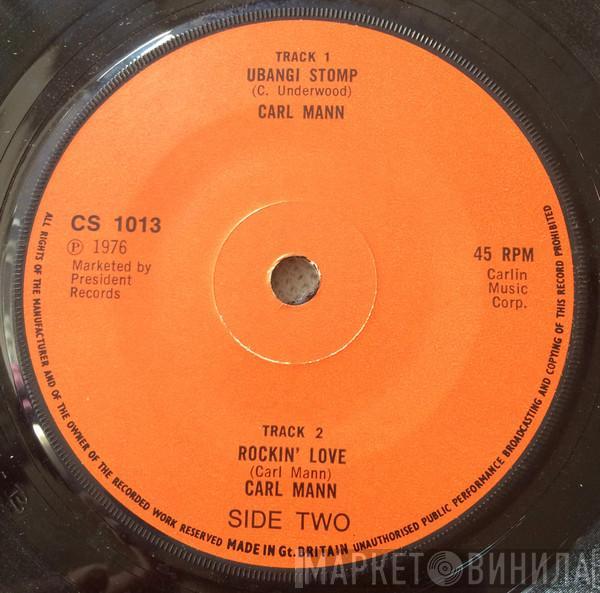 TRACK 1
UBANGI STOMP
(C. Underwood)
CARL MANN
CS 1013
℗ 1976
Marketed by
President
Records
45 RPM
Carlin
Music
Corp.
TRACK 2
ROCKIN' LOVE
(Carl Mann)
CARL MANN
SIDE TWO
ALL RIGHTS OF THE MANUFACTURER AND OF THE OWNER OF THE RECORDED WORK RESERVED MADE IN Gt. BRITAIN UNAUTHORISED PUBLIC PERFORMANCE BROADCASTING AND COPYING OF THIS RECORD PROHIBITED
МАРКЕТ ВИНИЛА